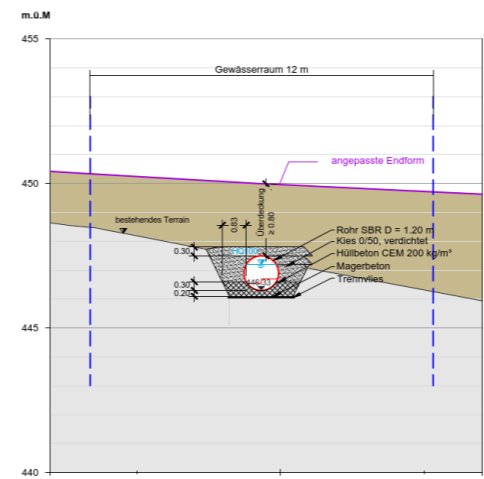 m.ü.M
455
Gewässerraum 12 m
angepasste Endform
450
bestehendes Terrain
0.83
Überdeckung
≥ 0.80
Rohr SBR D = 1.20 m
Kies 0/50, verdichtet
Hüllbeton CEM 200 kg/m³
Magerbeton
Trennvlies
0.30
0.30
0.20
445
440